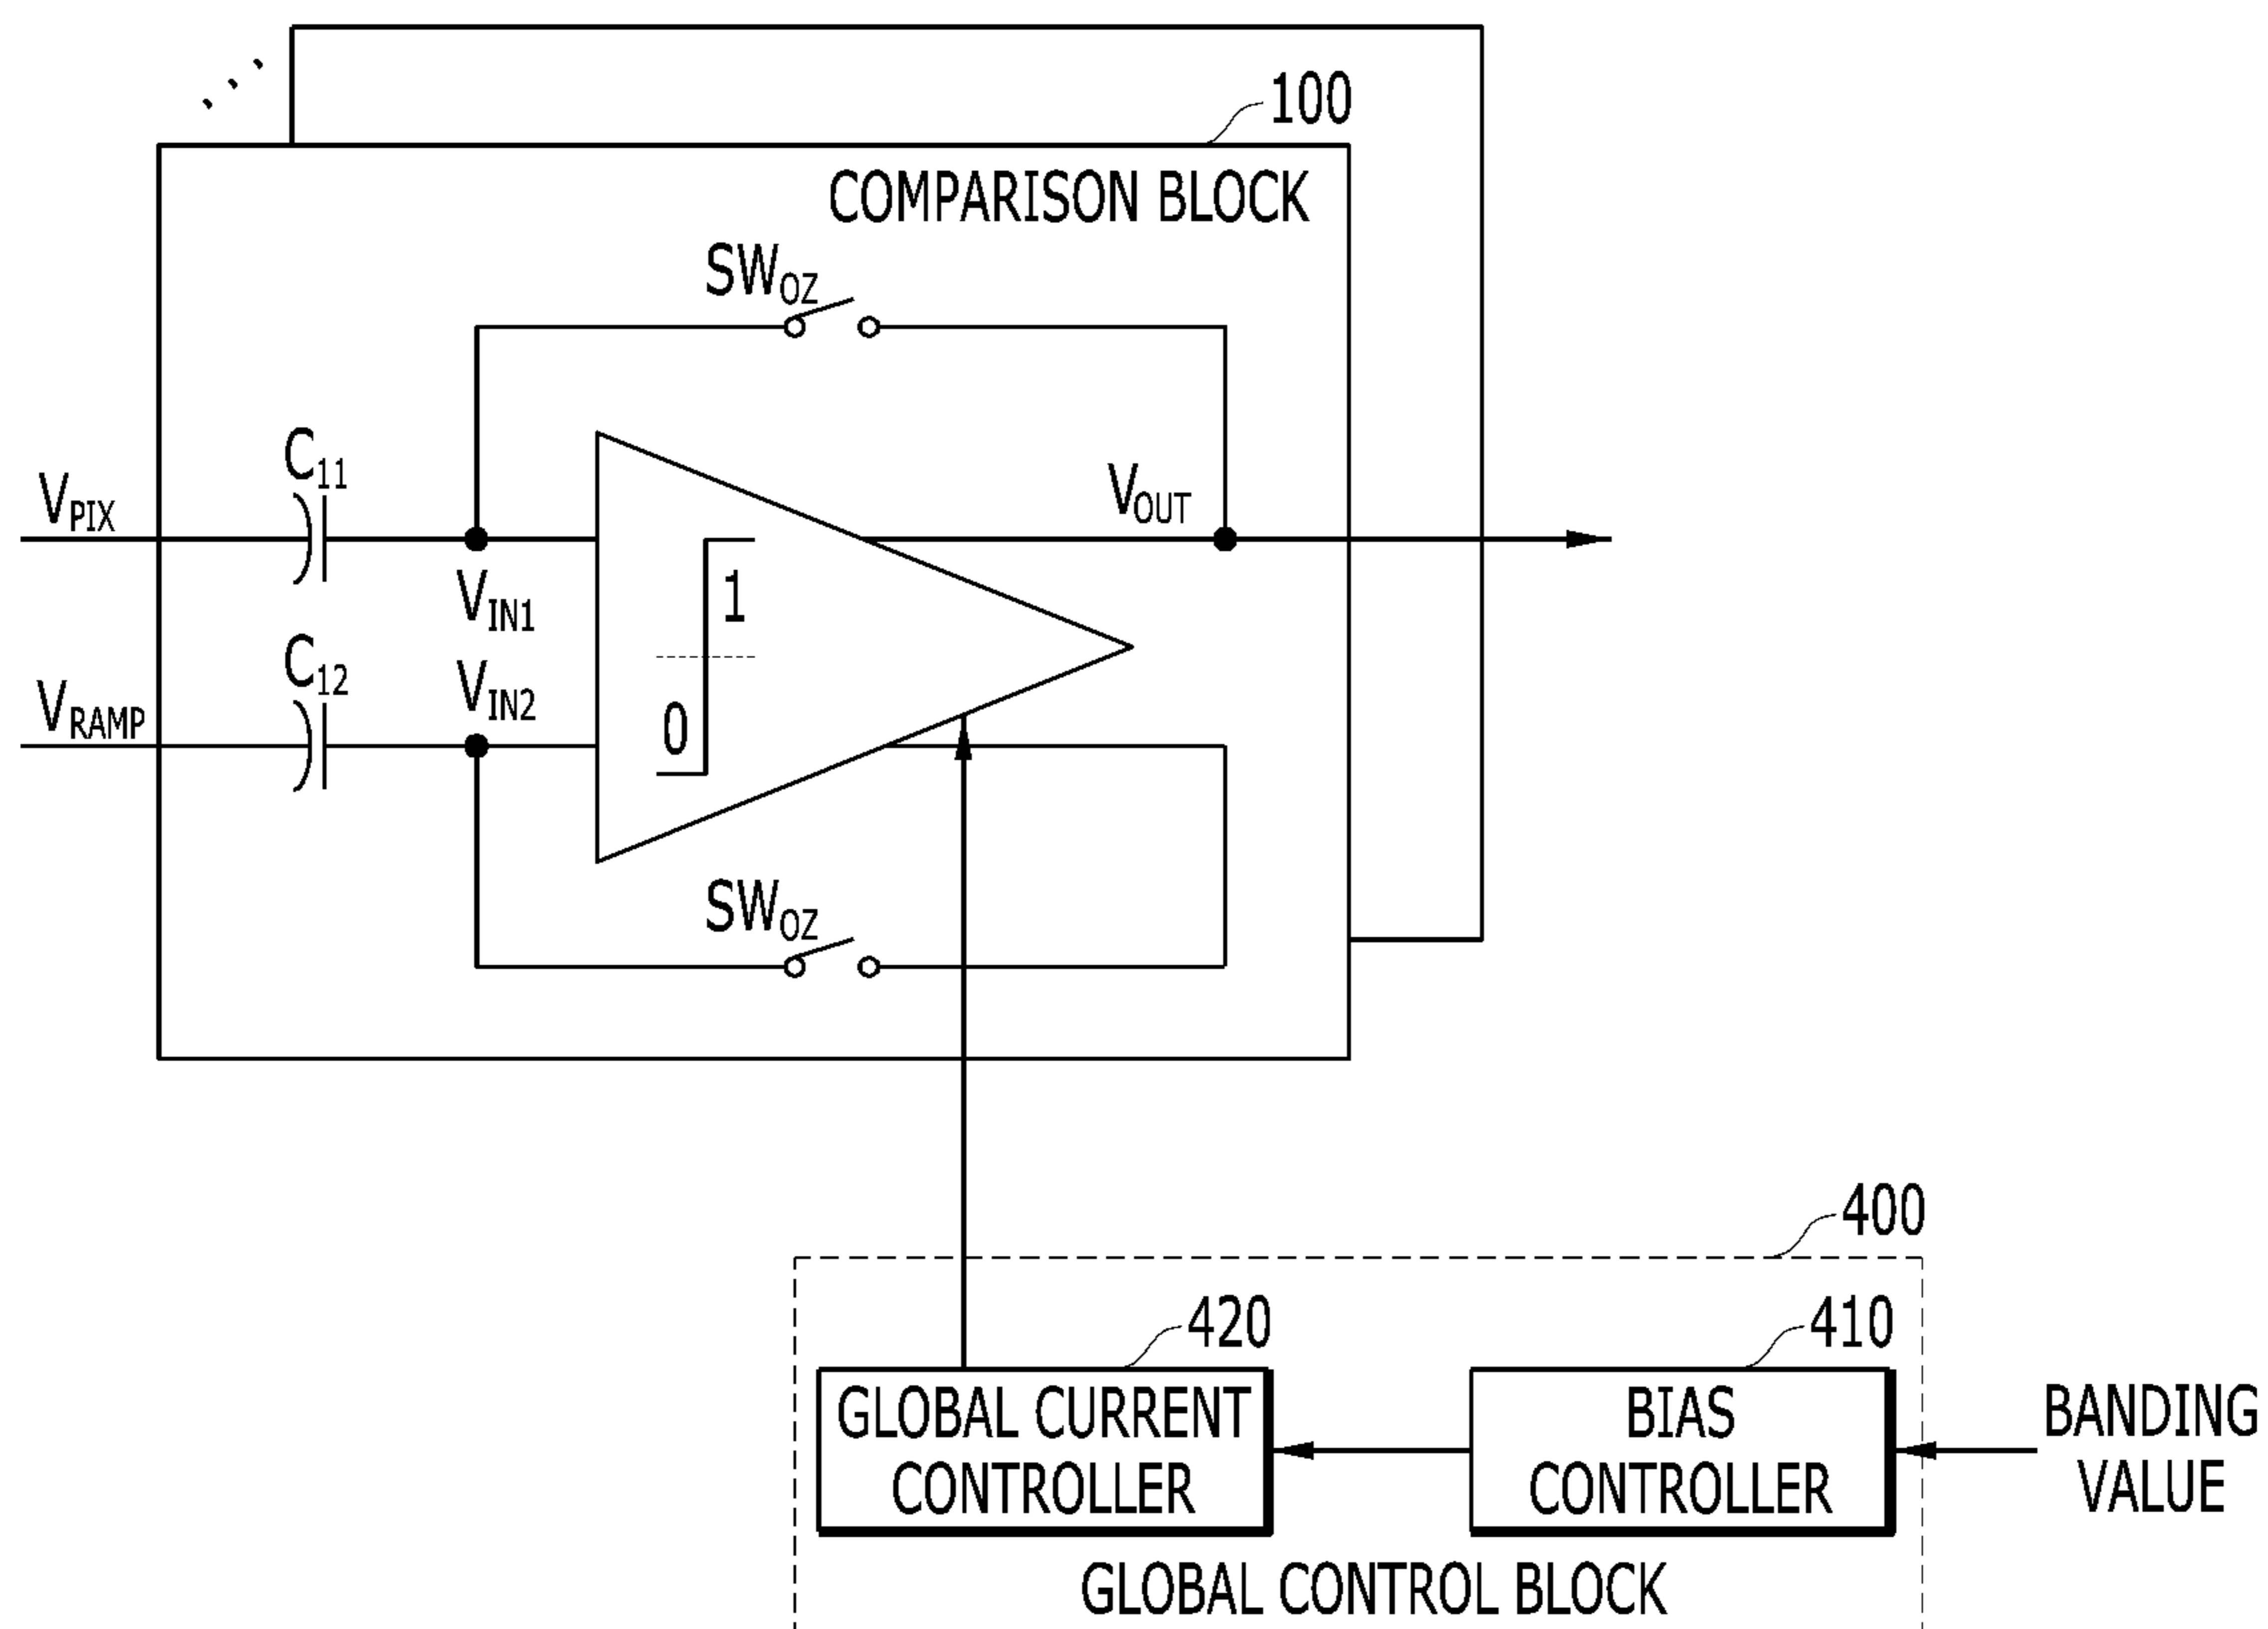 100
COMPARISON BLOCK
SWOZ
C11
VPIX
VOUT
VIN1
1
C12
VIN2
VRAMP
0
SWOZ
400
420
410
GLOBAL CURRENT
CONTROLLER
BIAS
CONTROLLER
BANDING
VALUE
GLOBAL CONTROL BLOCK